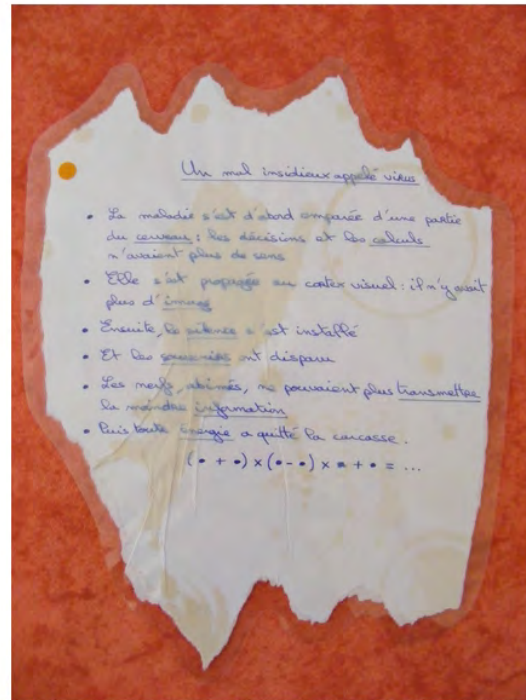 Un mal insidieux appelé virus
• La maladie s'est d'abord emparée d'une partie
du cerveau : les décisions et les calculs
n'avaient plus de sens
• Elle s'est propagée au cortex visuel : il n'y avait
plus d'image
• Ensuite, le silence s'est installé
• Et les souvenirs ont disparu
• Les nerfs, abimés, ne pouvaient plus transmettre
la moindre information
• Puis toute énergie a quitté la carcasse.
(• + •) x (• - •) x • + • = ...